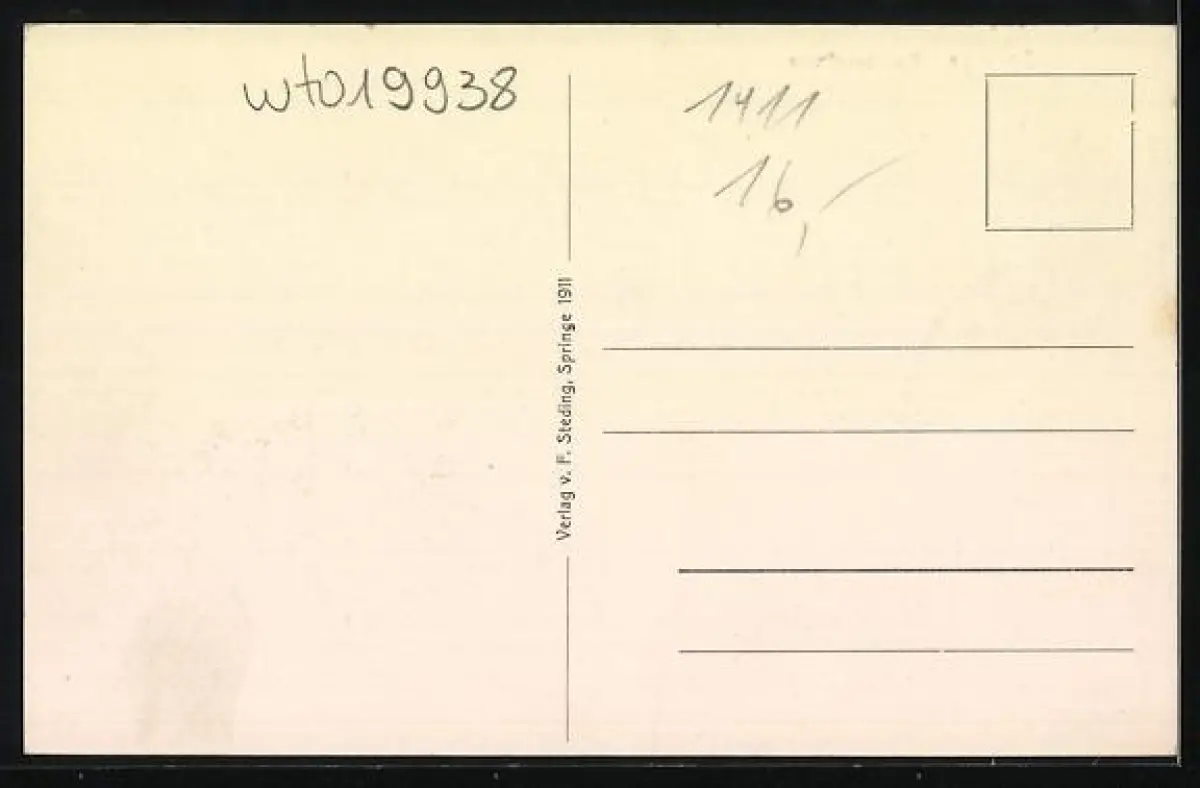 wt019938
1411
16,-
Verlag v. F. Steding, Springe 1911